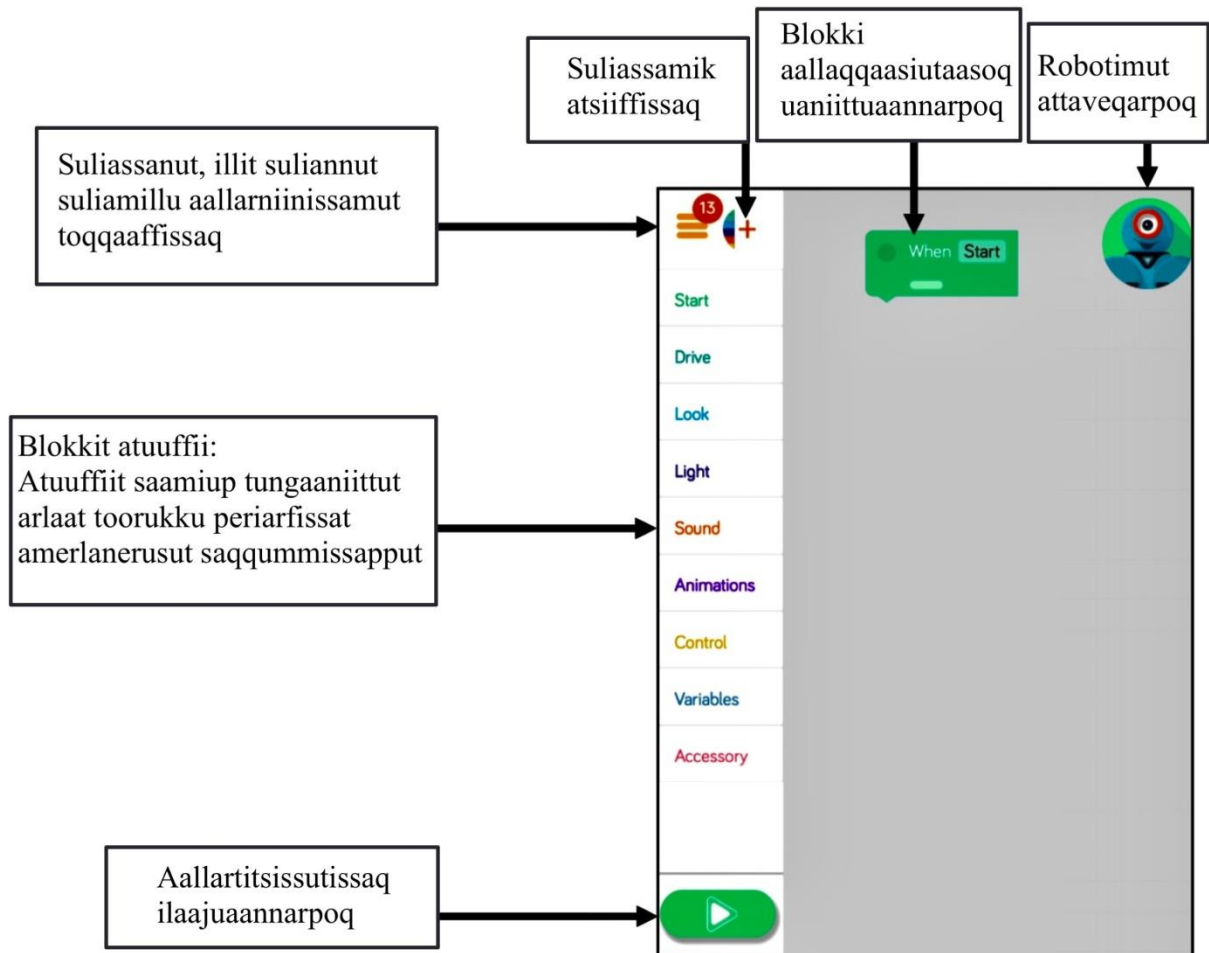 Suliassamik
atsiiffissaq
Blokki
aallaqqaasiutaasoq
uaniittuaannarpoq
Robotimut
attaveqarpoq
Suliassanut, illit suliannut
suliamillu aallarniinissamut
toqqaaffissaq
13
+
When Start
Start
Drive
Look
Light
Sound
Animations
Control
Variables
Accessory
Blokkit atuuffii:
Atuuffiit saamiup tungaaniittut
arlaat toorukku periarfissat
amerlanerusut saqqummissapput
Aallartitsissutissaq
ilaajuaannarpoq